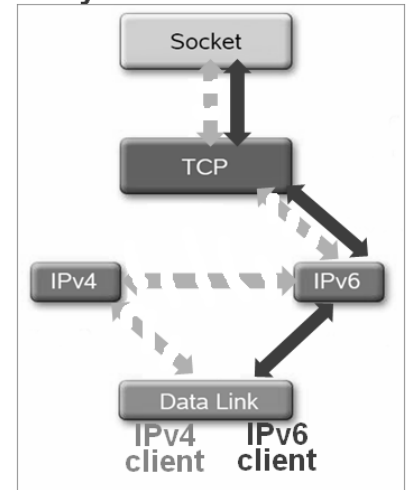 Socket
TCP
IPv4 IPv6
Data Link
IPv4 IPv6
client client